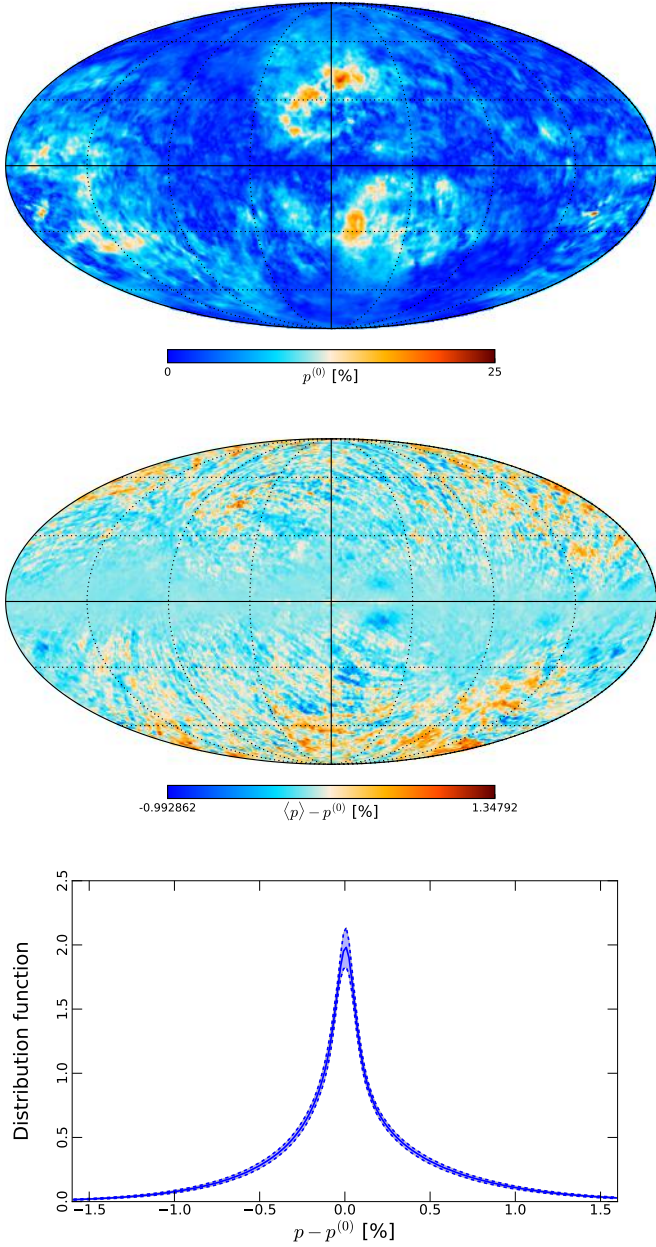 0 25
p⁽⁰⁾ [%]
-0.992862 1.34792
⟨p⟩ − p⁽⁰⁾ [%]
2.5
2.0
1.5
1.0
0.5
0.0
Distribution function
−1.5 −1.0 −0.5 0.0 0.5 1.0 1.5
p − p⁽⁰⁾ [%]